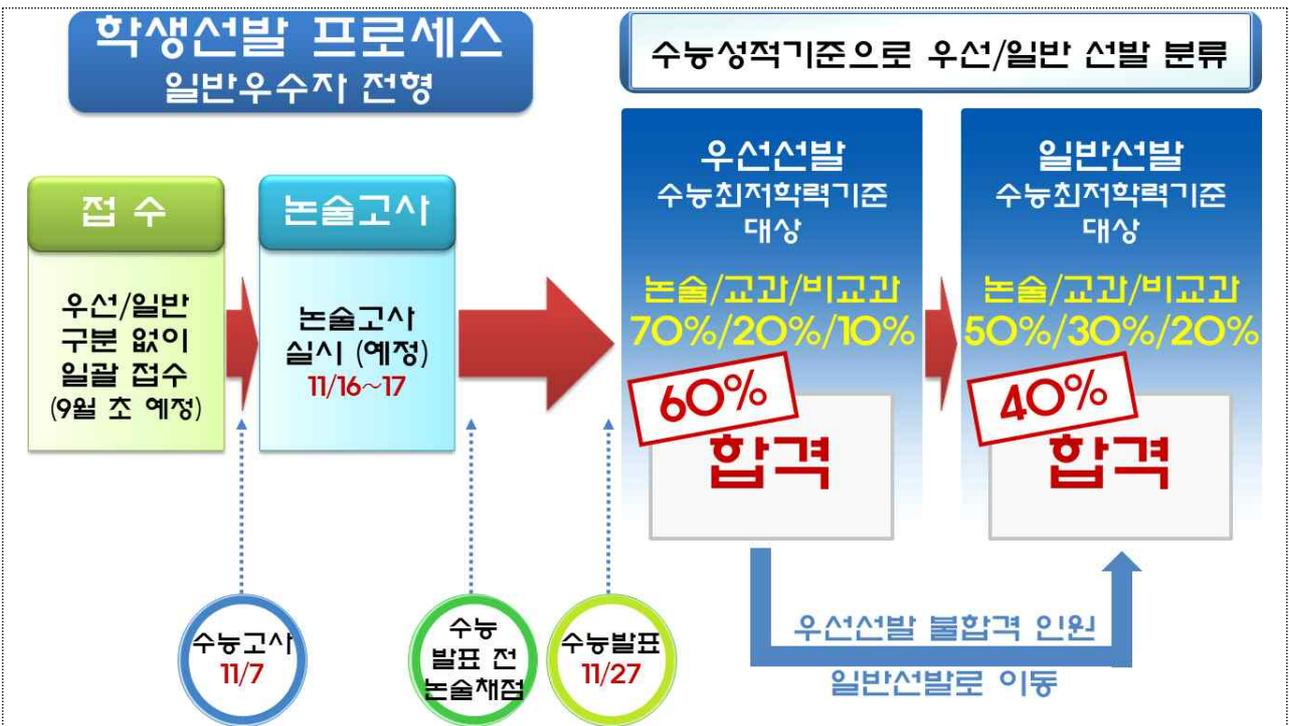 학생선발 프로세스
일반우수자 전형
수능성적기준으로 우선/일반 선발 분류
접 수
우선/일반
구분 없이
일괄 접수
(9월 초 예정)
논술고사
논술고사
실시 (예정)
11/16~17
우선선발
수능최저학력기준
대상
논술/교과/비교과
70%/20%/10%
60%
합격
일반선발
수능최저학력기준
대상
논술/교과/비교과
50%/30%/20%
40%
합격
수능고사
11/7
수능
발표 전
논술채점
수능발표
11/27
우선선발 불합격 인원
일반선발로 이동